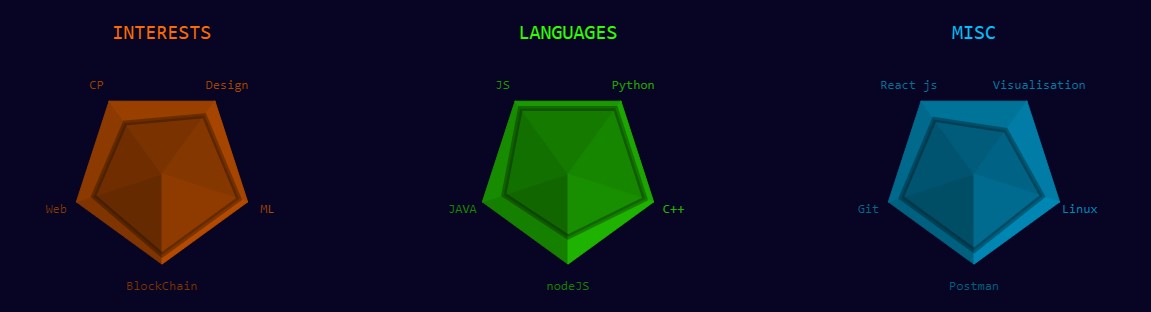 INTERESTS
CP
Design
Web
ML
BlockChain
LANGUAGES
JS
Python
JAVA
C++
nodeJS
MISC
React js
Visualisation
Git
Linux
Postman